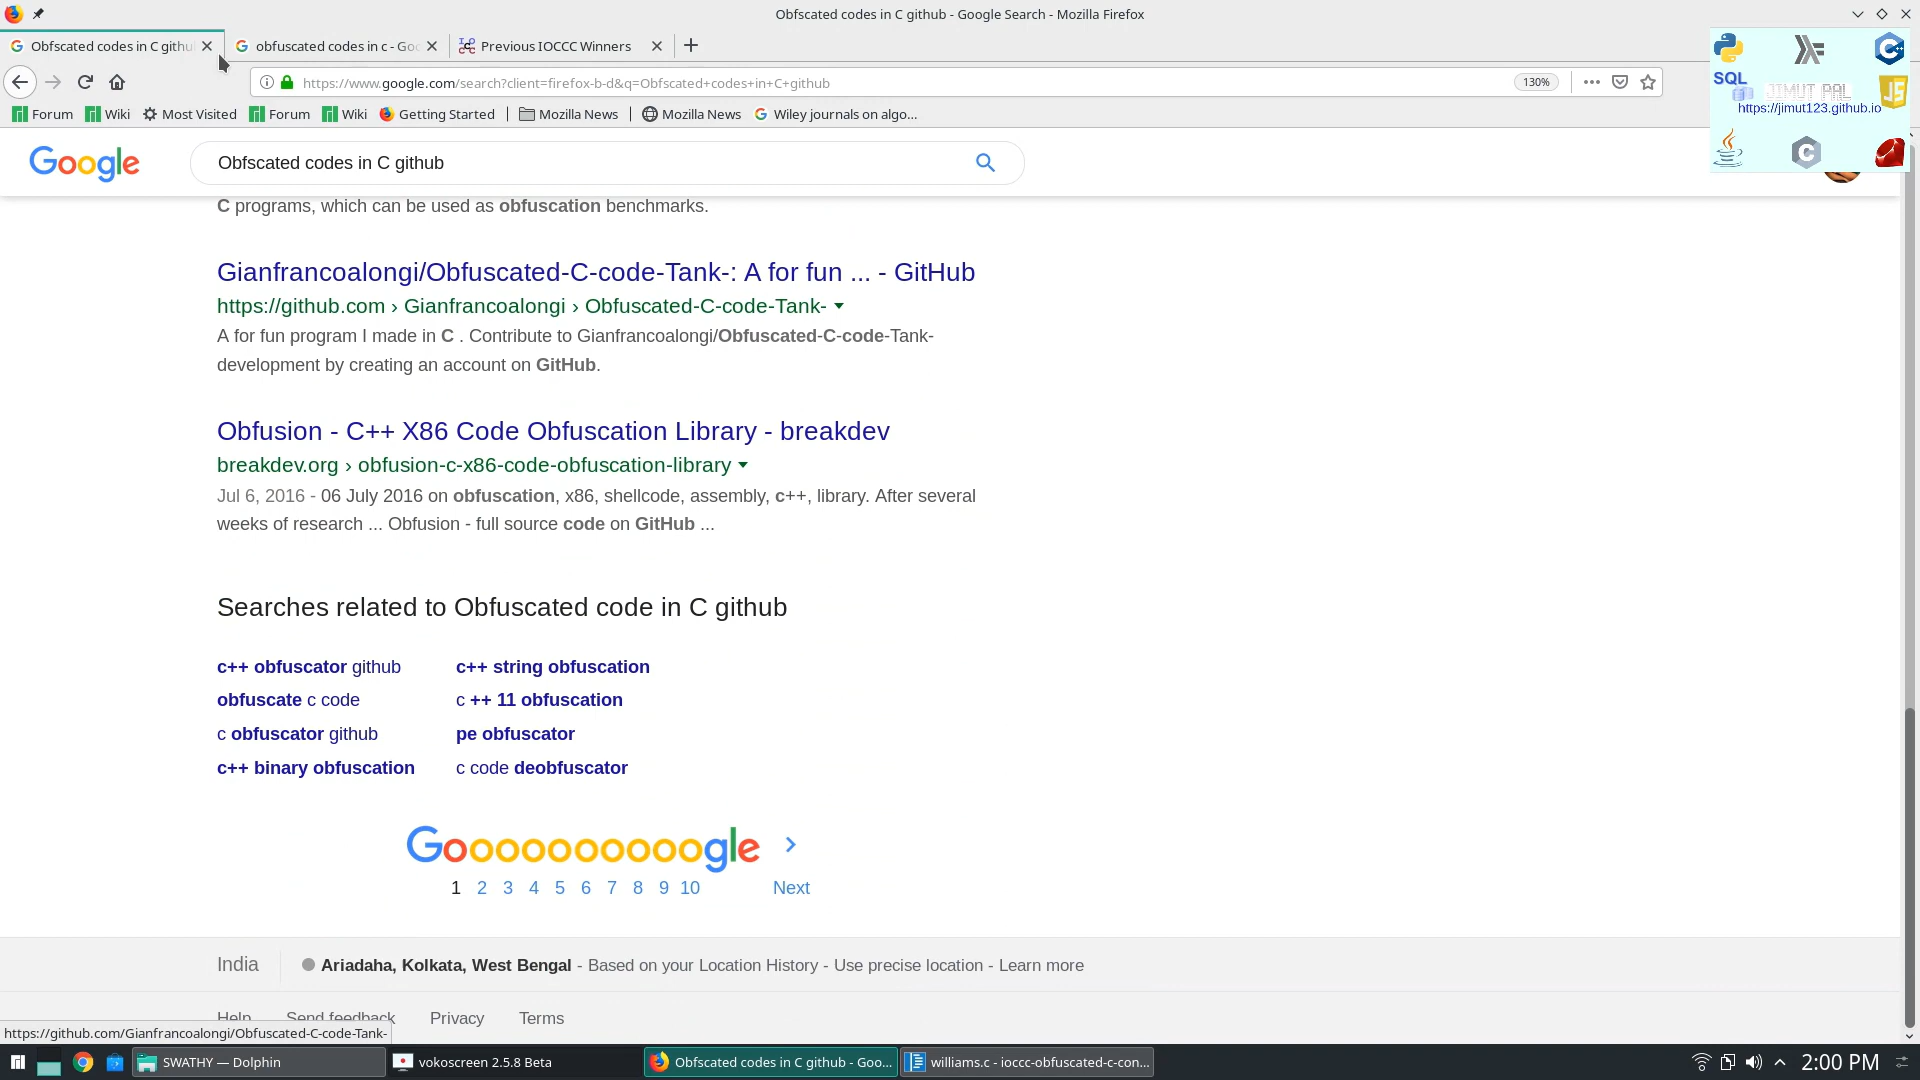 Obfscated codes in C github - Google Search - Mozilla Firefox
Obfscated codes in C githu
obfuscated codes in c - Goo
Previous IOCCC Winners
https://www.google.com/search?client=firefox-b-d&q=Obfscated+codes+in+C+github
130%
Forum
Wiki
Most Visited
Forum
Wiki
Getting Started
Mozilla News
Mozilla News
Wiley journals on algo...
SQL
JIMUT PAL
https://jimut123.github.io
JS
C
Google
Obfscated codes in C github
C programs, which can be used as obfuscation benchmarks.
Gianfrancoalongi/Obfuscated-C-code-Tank-: A for fun ... - GitHub
https://github.com › Gianfrancoalongi › Obfuscated-C-code-Tank-
A for fun program I made in C . Contribute to Gianfrancoalongi/Obfuscated-C-code-Tank-
development by creating an account on GitHub.
Obfusion - C++ X86 Code Obfuscation Library - breakdev
breakdev.org › obfusion-c-x86-code-obfuscation-library
Jul 6, 2016 - 06 July 2016 on obfuscation, x86, shellcode, assembly, c++, library. After several
weeks of research ... Obfusion - full source code on GitHub ...
Searches related to Obfuscated code in C github
c++ obfuscator github
c++ string obfuscation
obfuscate c code
c ++ 11 obfuscation
c obfuscator github
pe obfuscator
c++ binary obfuscation
c code deobfuscator
Goooooooooogle
1 2 3 4 5 6 7 8 9 10 Next
India
Ariadaha, Kolkata, West Bengal - Based on your Location History - Use precise location - Learn more
Help Send feedback Privacy Terms
https://github.com/Gianfrancoalongi/Obfuscated-C-code-Tank-
SWATHY — Dolphin
vokoscreen 2.5.8 Beta
Obfscated codes in C github - Goo...
williams.c - ioccc-obfuscated-c-con...
2:00 PM